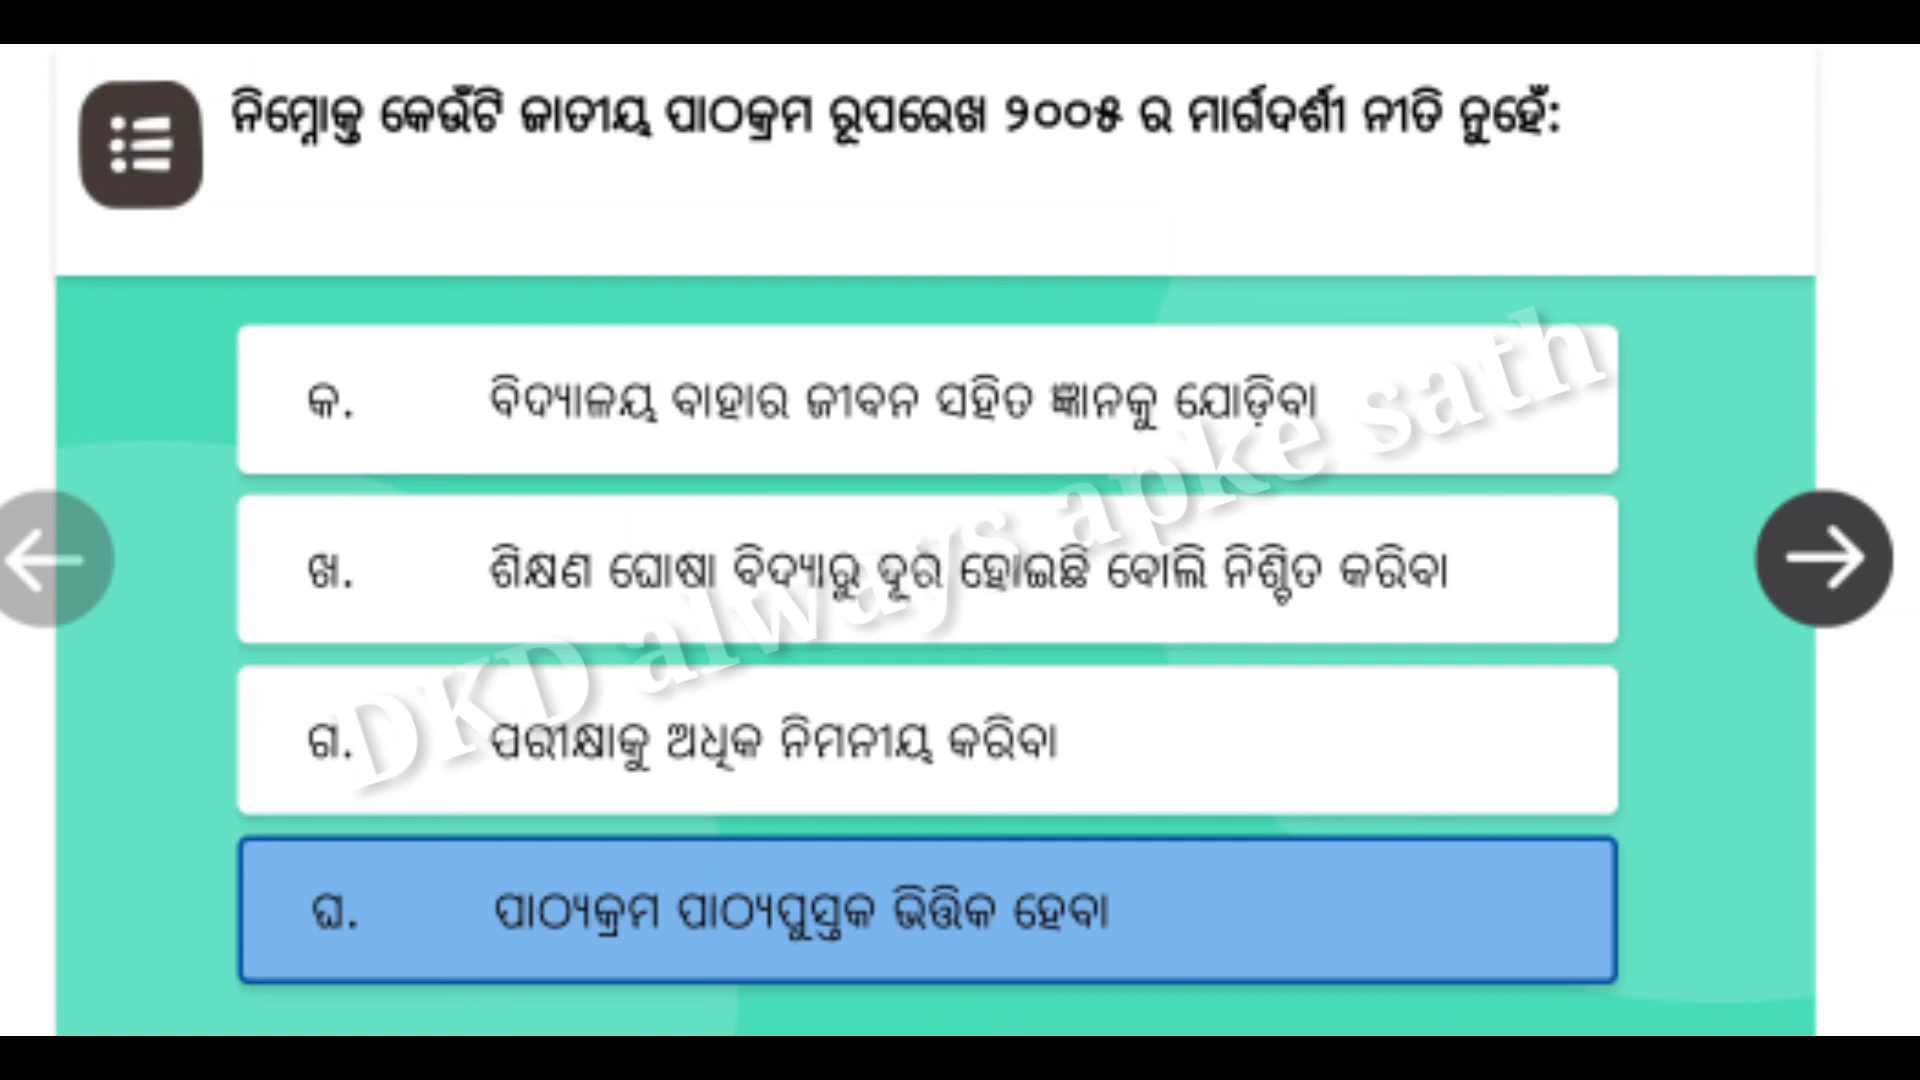 ନିମ୍ନୋକ୍ତ କେଉଁଟି ଜାତୀୟ ପାଠକ୍ରମ ରୂପରେଖ ୨୦୦୫ ର ମାର୍ଗଦର୍ଶୀ ନୀତି ନୁହେଁ:
କ. ବିଦ୍ୟାଳୟ ବାହାର ଜୀବନ ସହିତ ଜ୍ଞାନକୁ ଯୋଡ଼ିବା
ଖ. ଶିକ୍ଷଣ ଘୋଷା ବିଦ୍ୟାରୁ ଦୂର ହୋଇଛି ବୋଲି ନିଶ୍ଚିତ କରିବା
ଗ. ପରୀକ୍ଷାକୁ ଅଧିକ ନିମନୀୟ କରିବା
ଘ. ପାଠ୍ୟକ୍ରମ ପାଠ୍ୟପୁସ୍ତକ ଭିତ୍ତିକ ହେବା
DKD always apke sath